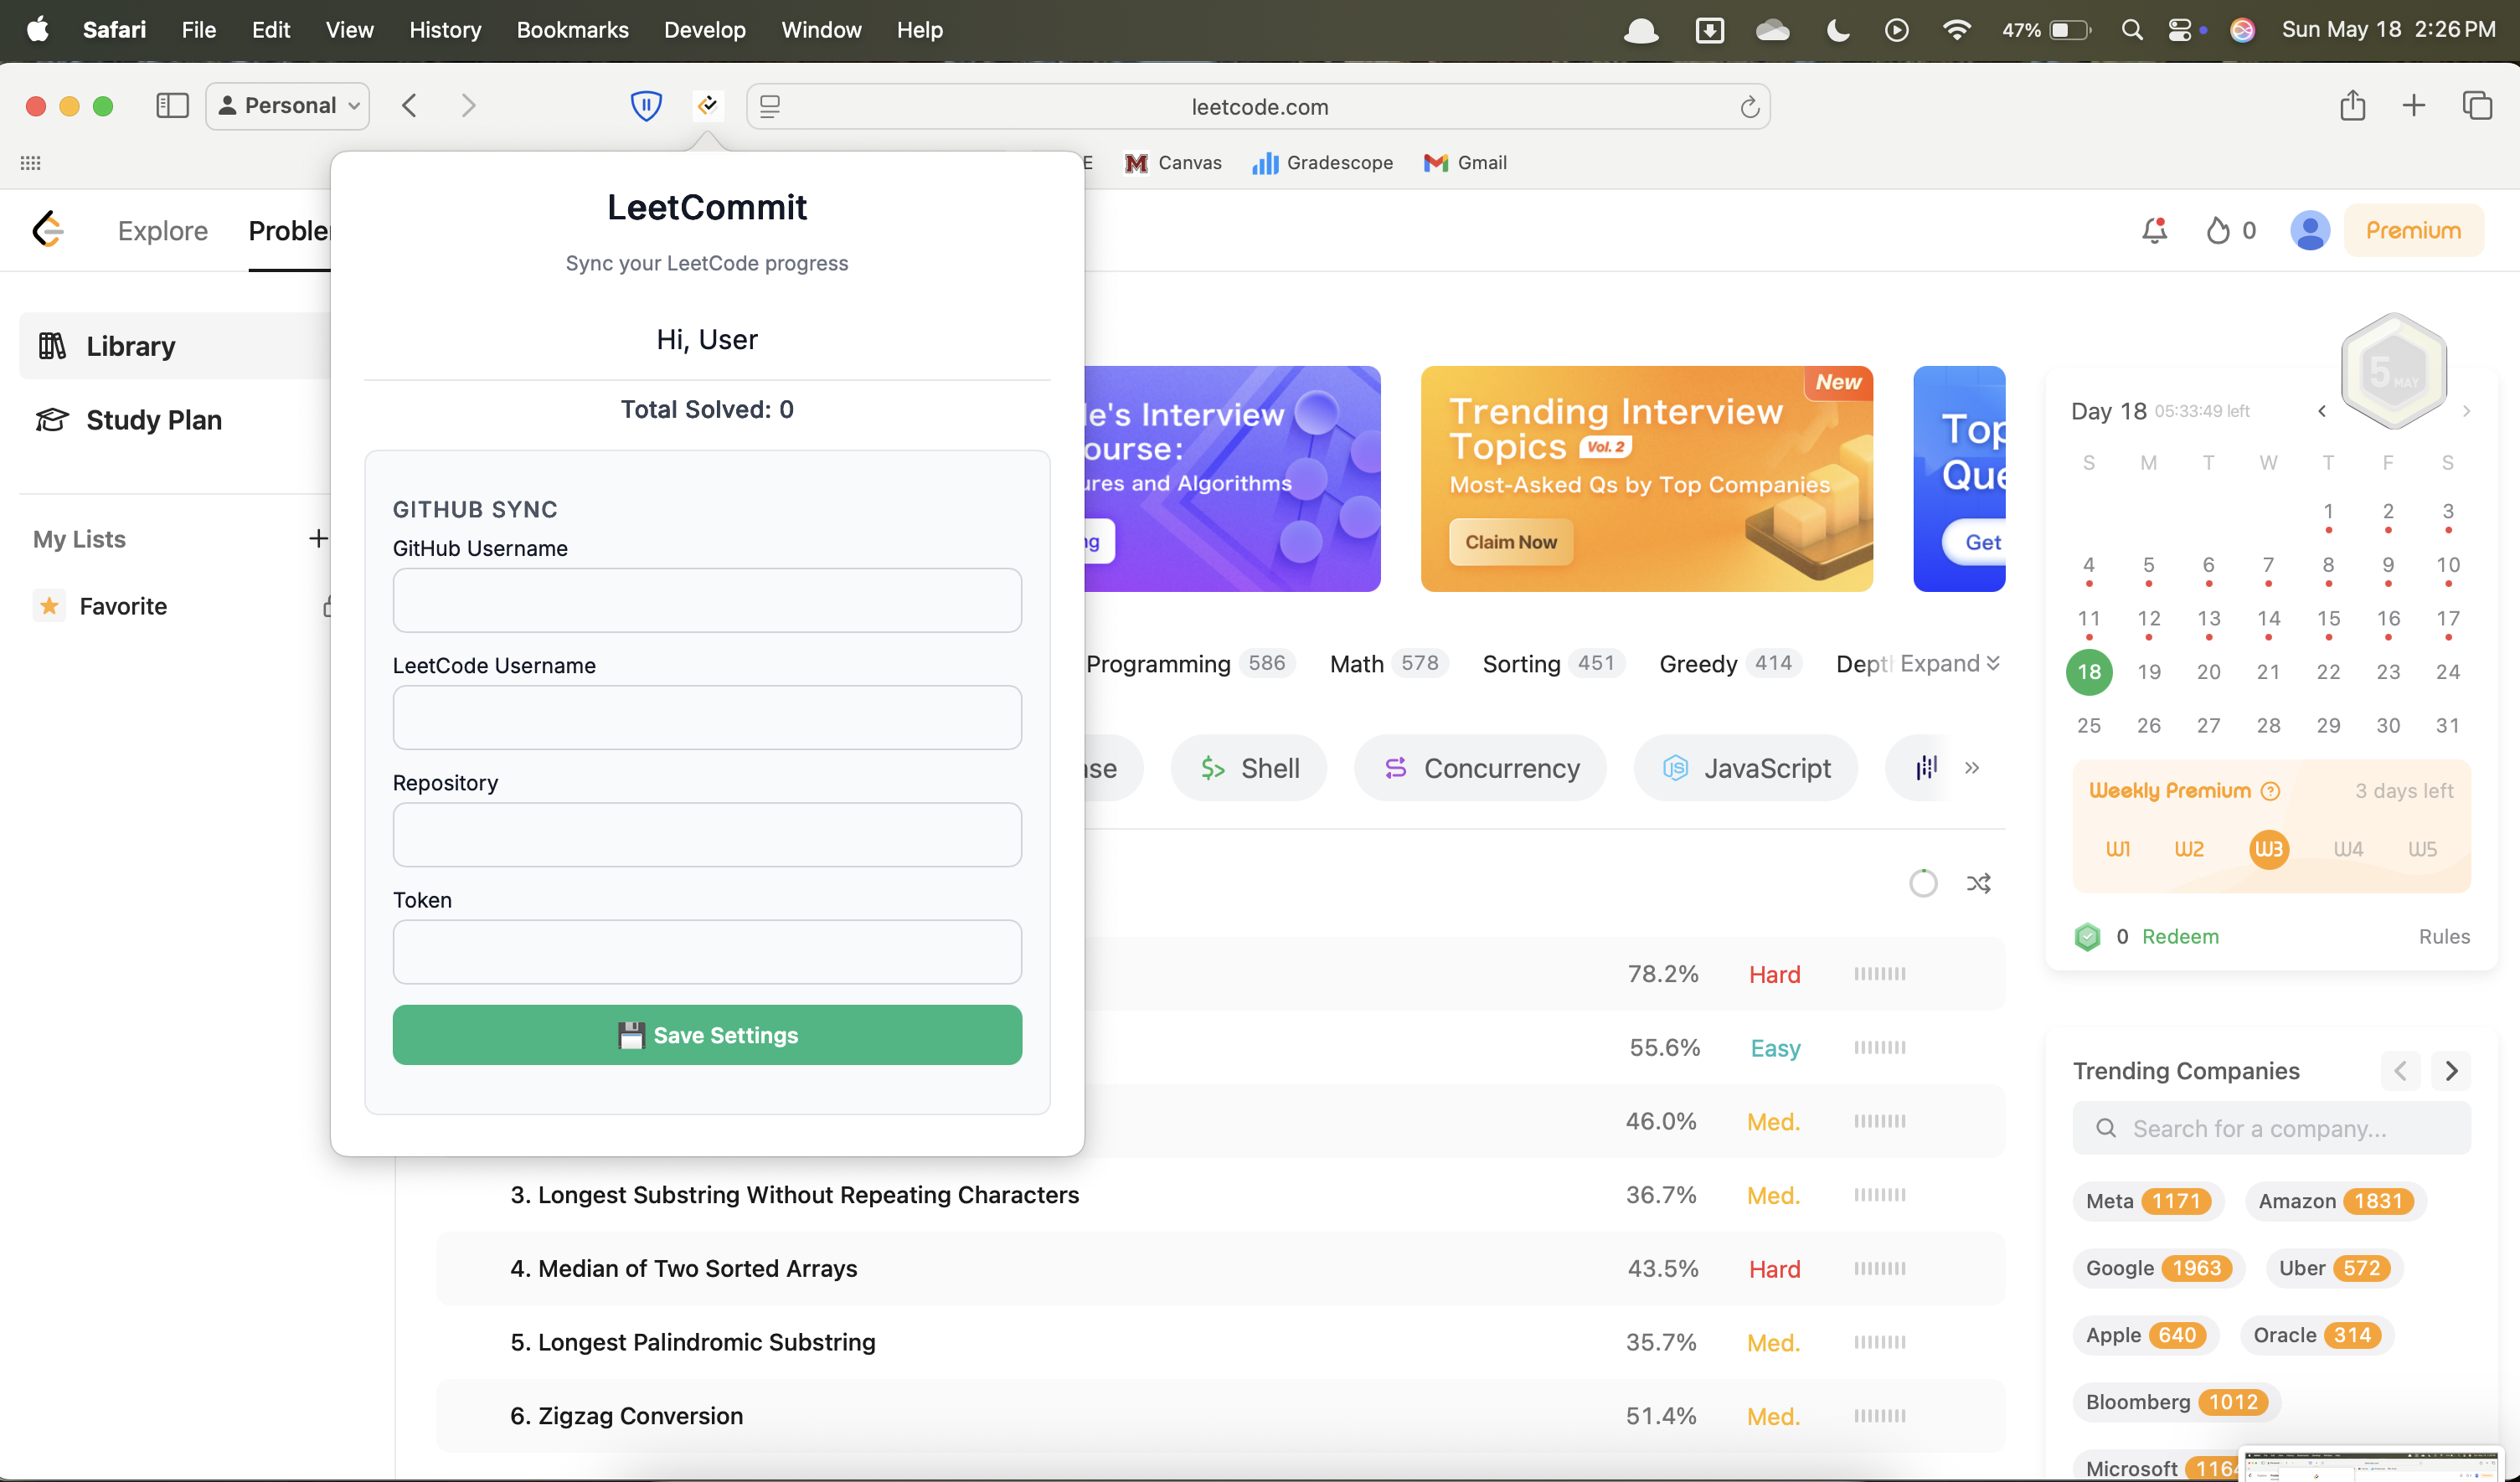 Safari File Edit View History Bookmarks Develop Window Help
47% Sun May 18 2:26 PM
Personal
leetcode.com
E Canvas Gradescope Gmail
Explore Proble
0 Premium
LeetCommit
Sync your LeetCode progress
Hi, User
Total Solved: 0
GITHUB SYNC
GitHub Username
LeetCode Username
Repository
Token
💾 Save Settings
Library
Study Plan
My Lists +
Favorite
le's Interview
ourse:
ures and Algorithms
ng
New
Trending Interview
Topics Vol. 2
Most-Asked Qs by Top Companies
Claim Now
Top
Que
Get
Programming 586 Math 578 Sorting 451 Greedy 414 Dept Expand
ase Shell Concurrency JavaScript
78.2% Hard
55.6% Easy
46.0% Med.
3. Longest Substring Without Repeating Characters 36.7% Med.
4. Median of Two Sorted Arrays 43.5% Hard
5. Longest Palindromic Substring 35.7% Med.
6. Zigzag Conversion 51.4% Med.
5 MAY
Day 18 05:33:49 left
S M T W T F S
1 2 3
4 5 6 7 8 9 10
11 12 13 14 15 16 17
18 19 20 21 22 23 24
25 26 27 28 29 30 31
Weekly Premium 3 days left
W1 W2 W3 W4 W5
0 Redeem Rules
Trending Companies
Search for a company...
Meta 1171 Amazon 1831
Google 1963 Uber 572
Apple 640 Oracle 314
Bloomberg 1012
Microsoft 1164